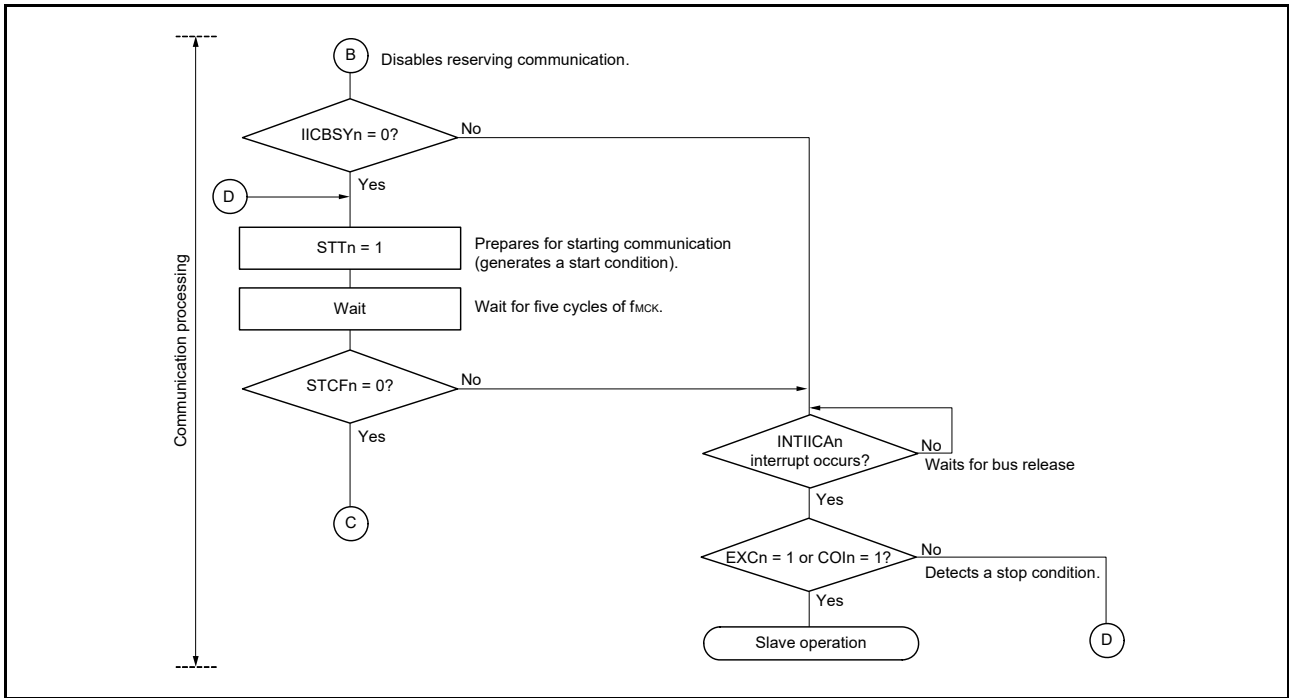 B
Disables reserving communication.
IICBSYn = 0?
No
Yes
D
STTn = 1
Prepares for starting communication
(generates a start condition).
Wait
Wait for five cycles of fMCK.
STCFn = 0?
No
Yes
C
INTIICAn
interrupt occurs?
No
Waits for bus release
Yes
EXCn = 1 or COIn = 1?
No
Detects a stop condition.
Yes
Slave operation
D
Communication processing